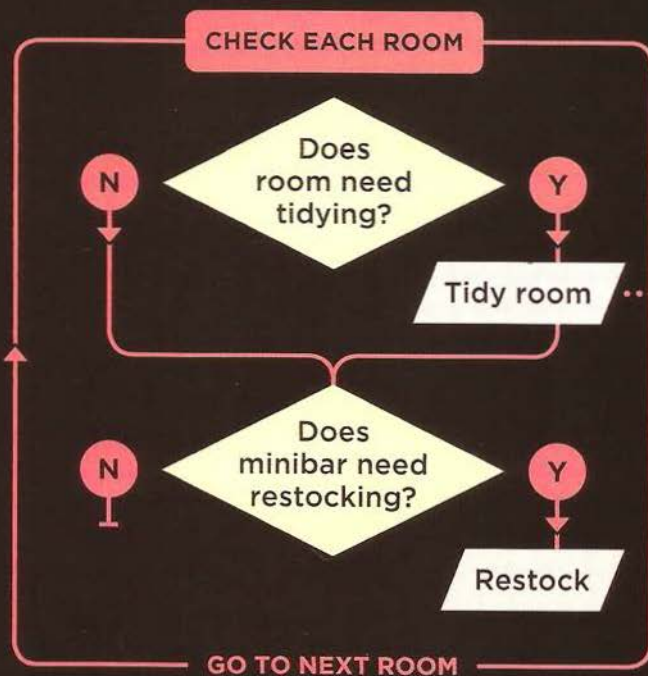 CHECK EACH ROOM
Does
room need
tidying?
N
Y
Tidy room
Does
minibar need
restocking?
N
Y
Restock
GO TO NEXT ROOM